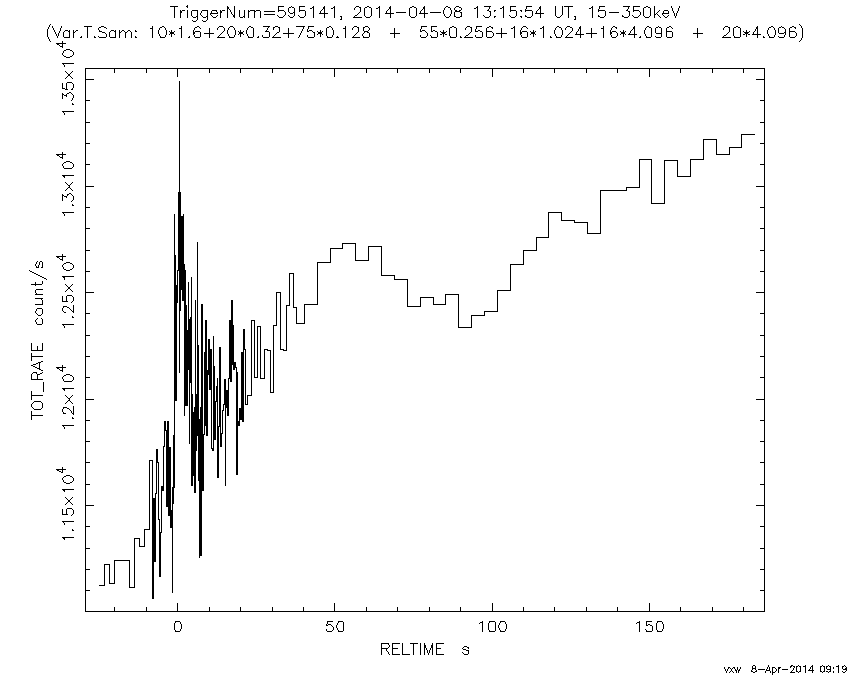 TriggerNum=595141, 2014-04-08 13:15:54 UT, 15-350keV
(Var.T.Sam: 10*1.6+20*0.32+75*0.128 + 55*0.256+16*1.024+16*4.096 + 20*4.096)
1.35×10⁴
1.3×10⁴
1.25×10⁴
1.2×10⁴
1.15×10⁴
TOT_RATE count/s
0 50 100 150
RELTIME s
vxw 8-Apr-2014 09:19